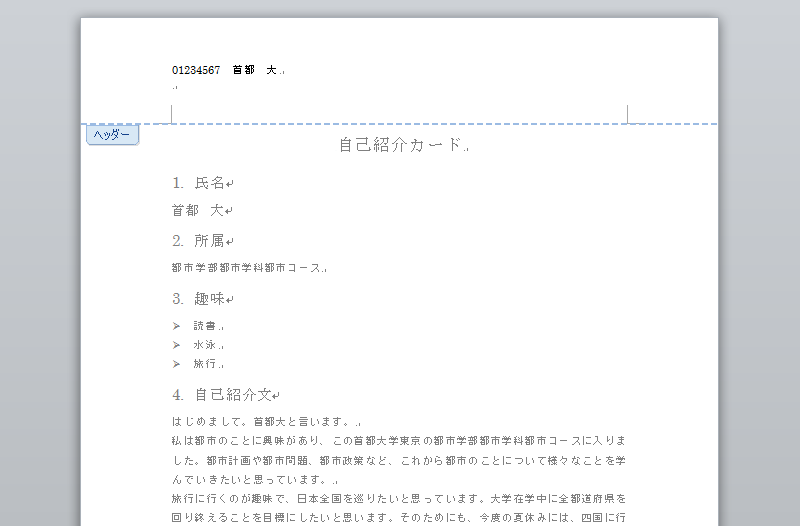 01234567　首都　大
ヘッダー
自己紹介カード
1. 氏名
首都　大
2. 所属
都市学部都市学科都市コース
3. 趣味
➢ 読書
➢ 水泳
➢ 旅行
4. 自己紹介文
はじめまして。首都大と言います。
私は都市のことに興味があり、この首都大学東京の都市学部都市学科都市コースに入りま
した。都市計画や都市問題、都市政策など、これから都市のことについて様々なことを学
んでいきたいと思っています。
旅行に行くのが趣味で、日本全国を巡りたいと思っています。大学在学中に全都道府県を
回り終えることを目標にしたいと思います。そのためにも、今度の夏休みには、四国に行